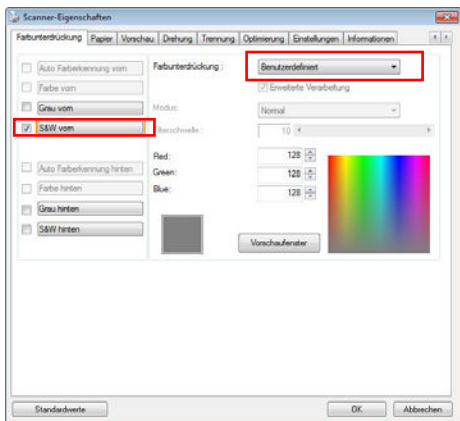 Scanner-Eigenschaften
Farbunterdrückung Papier Vorschau Drehung Trennung Optimierung Einstellungen Informationen
Auto Farberkennung vorn
Farbe vorn
Grau vorn
S&W vorn
Auto Farberkennung hinten
Farbe hinten
Grau hinten
S&W hinten
Farbunterdrückung : Benutzerdefiniert
Erweiterte Verarbeitung
Modus: Normal
Filterschwelle : 10
Red: 128
Green: 128
Blue: 128
Vorschaufenster
Standardwerte OK Abbrechen